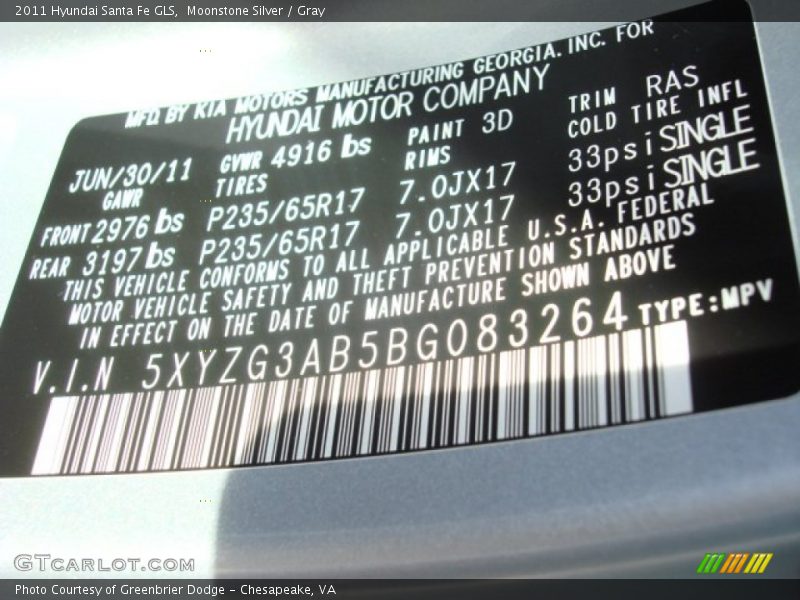 2011 Hyundai Santa Fe GLS, Moonstone Silver / Gray
MFD BY KIA MOTORS MANUFACTURING GEORGIA. INC. FOR
HYUNDAI MOTOR COMPANY
JUN/30/11 GVWR 4916 lbs PAINT 3D TRIM RAS
GAWR TIRES RIMS COLD TIRE INFL
FRONT 2976 lbs P235/65R17 7.0JX17 33psi SINGLE
REAR 3197 lbs P235/65R17 7.0JX17 33psi SINGLE
THIS VEHICLE CONFORMS TO ALL APPLICABLE U.S.A. FEDERAL
MOTOR VEHICLE SAFETY AND THEFT PREVENTION STANDARDS
IN EFFECT ON THE DATE OF MANUFACTURE SHOWN ABOVE
V.I.N 5XYZG3AB5BG083264 TYPE:MPV
GTCARLOT.COM
Photo Courtesy of Greenbrier Dodge - Chesapeake, VA